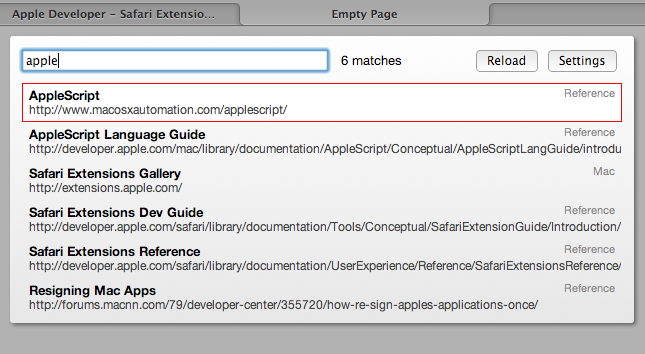 Apple Developer – Safari Extensio...
Empty Page
apple
6 matches
Reload
Settings
AppleScript
Reference
http://www.macosxautomation.com/applescript/
AppleScript Language Guide
Reference
http://developer.apple.com/mac/library/documentation/AppleScript/Conceptual/AppleScriptLangGuide/introdu
Safari Extensions Gallery
Mac
http://extensions.apple.com/
Safari Extensions Dev Guide
Reference
http://developer.apple.com/safari/library/documentation/Tools/Conceptual/SafariExtensionGuide/Introduction/
Safari Extensions Reference
Reference
http://developer.apple.com/safari/library/documentation/UserExperience/Reference/SafariExtensionsReference/
Resigning Mac Apps
Reference
http://forums.macnn.com/79/developer-center/355720/how-re-sign-apples-applications-once/